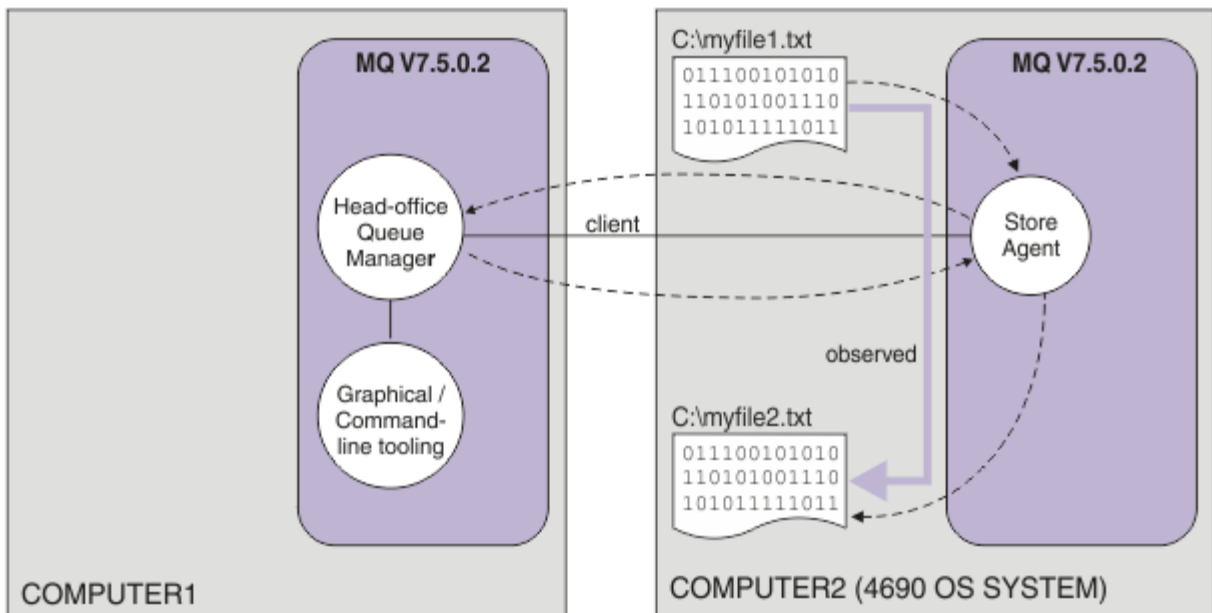 MQ V7.5.0.2
Head-office
Queue
Manager
Graphical /
Command-
line tooling
COMPUTER1
client
C:\myfile1.txt
011100101010
110101001110
101011111011
MQ V7.5.0.2
Store
Agent
observed
C:\myfile2.txt
011100101010
110101001110
101011111011
COMPUTER2 (4690 OS SYSTEM)